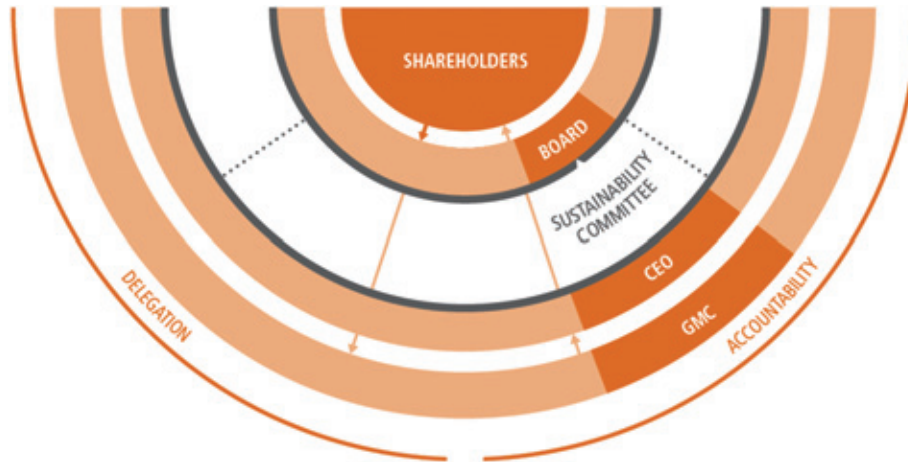 SHAREHOLDERS
BOARD
SUSTAINABILITY
COMMITTEE
CEO
GMC
DELEGATION
ACCOUNTABILITY